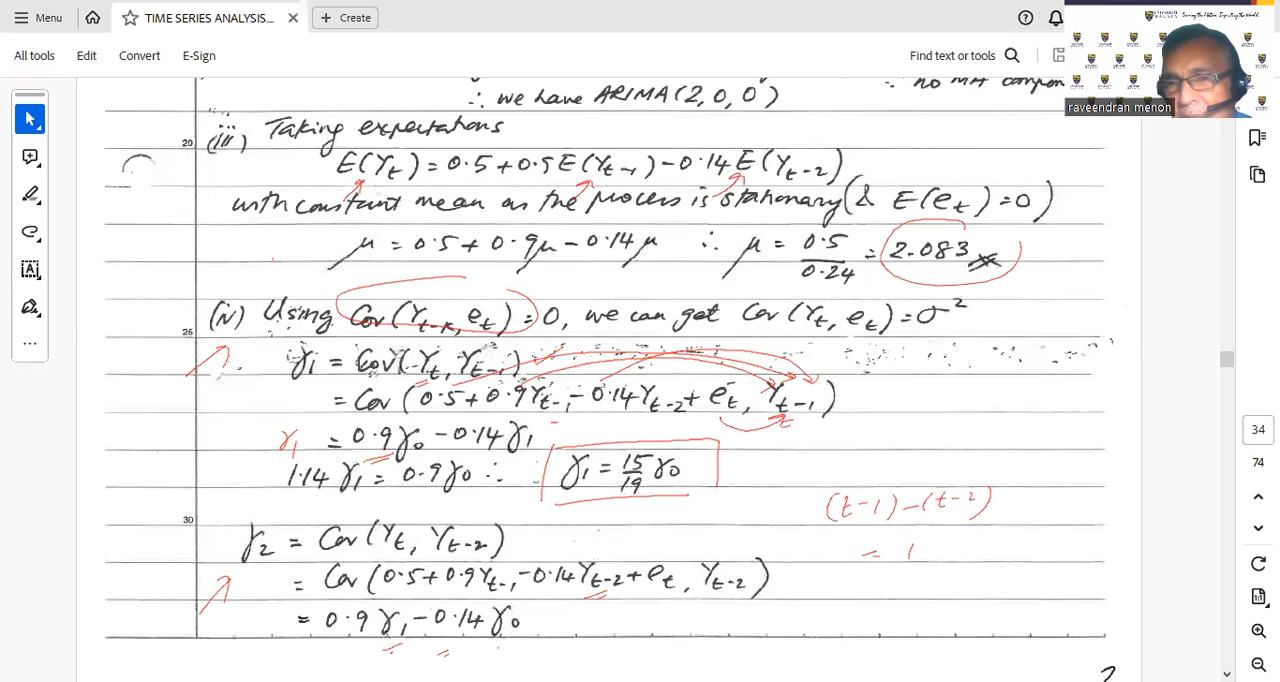 Menu
TIME SERIES ANALYSIS...
Create
All tools
Edit
Convert
E-Sign
Find text or tools
raveendran menon
∴ we have ARIMA(2, 0, 0)
∵ no MA compon
(iii) Taking expectations
20
E(Yt) = 0.5 + 0.9 E(Yt-1) - 0.14 E(Yt-2)
with constant mean as the process is stationary (& E(et) = 0)
μ = 0.5 + 0.9μ - 0.14μ ∴ μ = 0.5/0.24 = 2.083
(iv) Using Cov(Yt-k, et) = 0, we can get Cov(Yt, et) = σ²
26
γ1 = Cov(Yt, Yt-1)
= Cov(0.5 + 0.9Yt-1 - 0.14Yt-2 + et, Yt-1)
γ1 = 0.9γ0 - 0.14γ1
1.14γ1 = 0.9γ0 ∴ γ1 = 15/19 γ0
(t-1) - (t-2)
= 1
30
γ2 = Cov(Yt, Yt-2)
= Cov(0.5 + 0.9Yt-1 - 0.14Yt-2 + et, Yt-2)
= 0.9γ1 - 0.14γ0
2
34
74